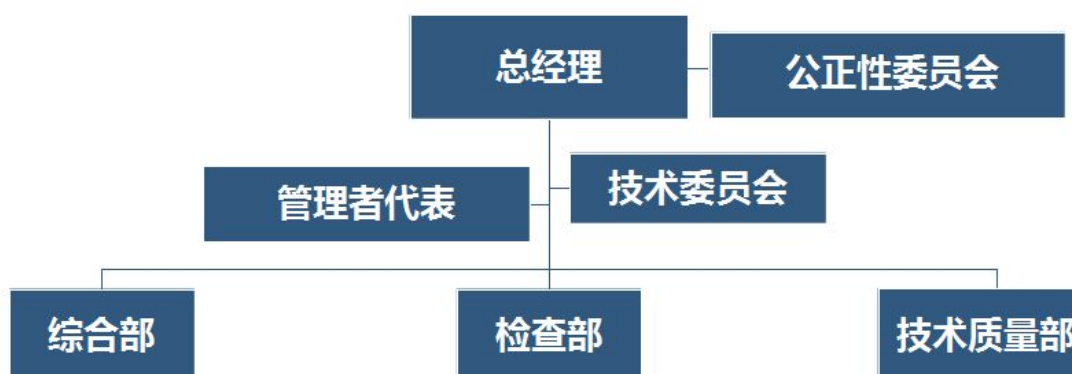 总经理
公正性委员会
技术委员会
管理者代表
综合部
检查部
技术质量部